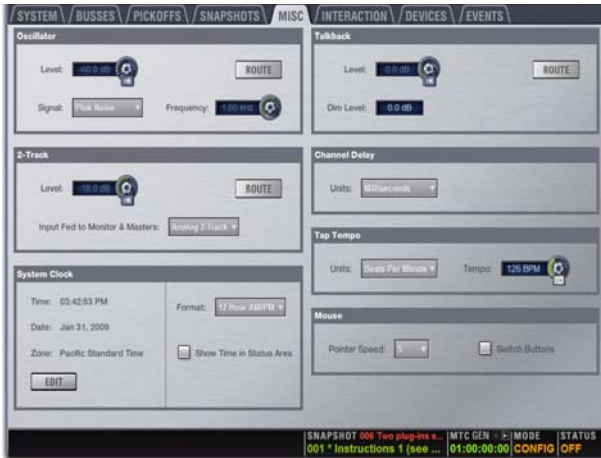 SYSTEM BUSSES PICKOFFS SNAPSHOTS MISC INTERACTION DEVICES EVENTS
Oscillator
Level: -60.0 dB ROUTE
Signal: Pink Noise Frequency: 1.00 kHz
2-Track
Level: -18.0 dB ROUTE
Input Fed to Monitor & Masters: Analog 2 Track
System Clock
Time: 03:42:53 PM
Format: 12 Hour AM/PM
Date: Jan 31, 2009
Zone: Pacific Standard Time
Show Time in Status Area
EDIT
Talkback
Level: 0.0 dB ROUTE
Dim Level: 0.0 dB
Channel Delay
Units: Milliseconds
Tap Tempo
Units: Beats Per Minute Tempo: 126 BPM
Mouse
Pointer Speed: 5 Switch Buttons
SNAPSHOT 006 Two plug-ins s... MTC GEN MODE STATUS
001 * Instructions 1 (see ... 01:00:00:00 CONFIG OFF